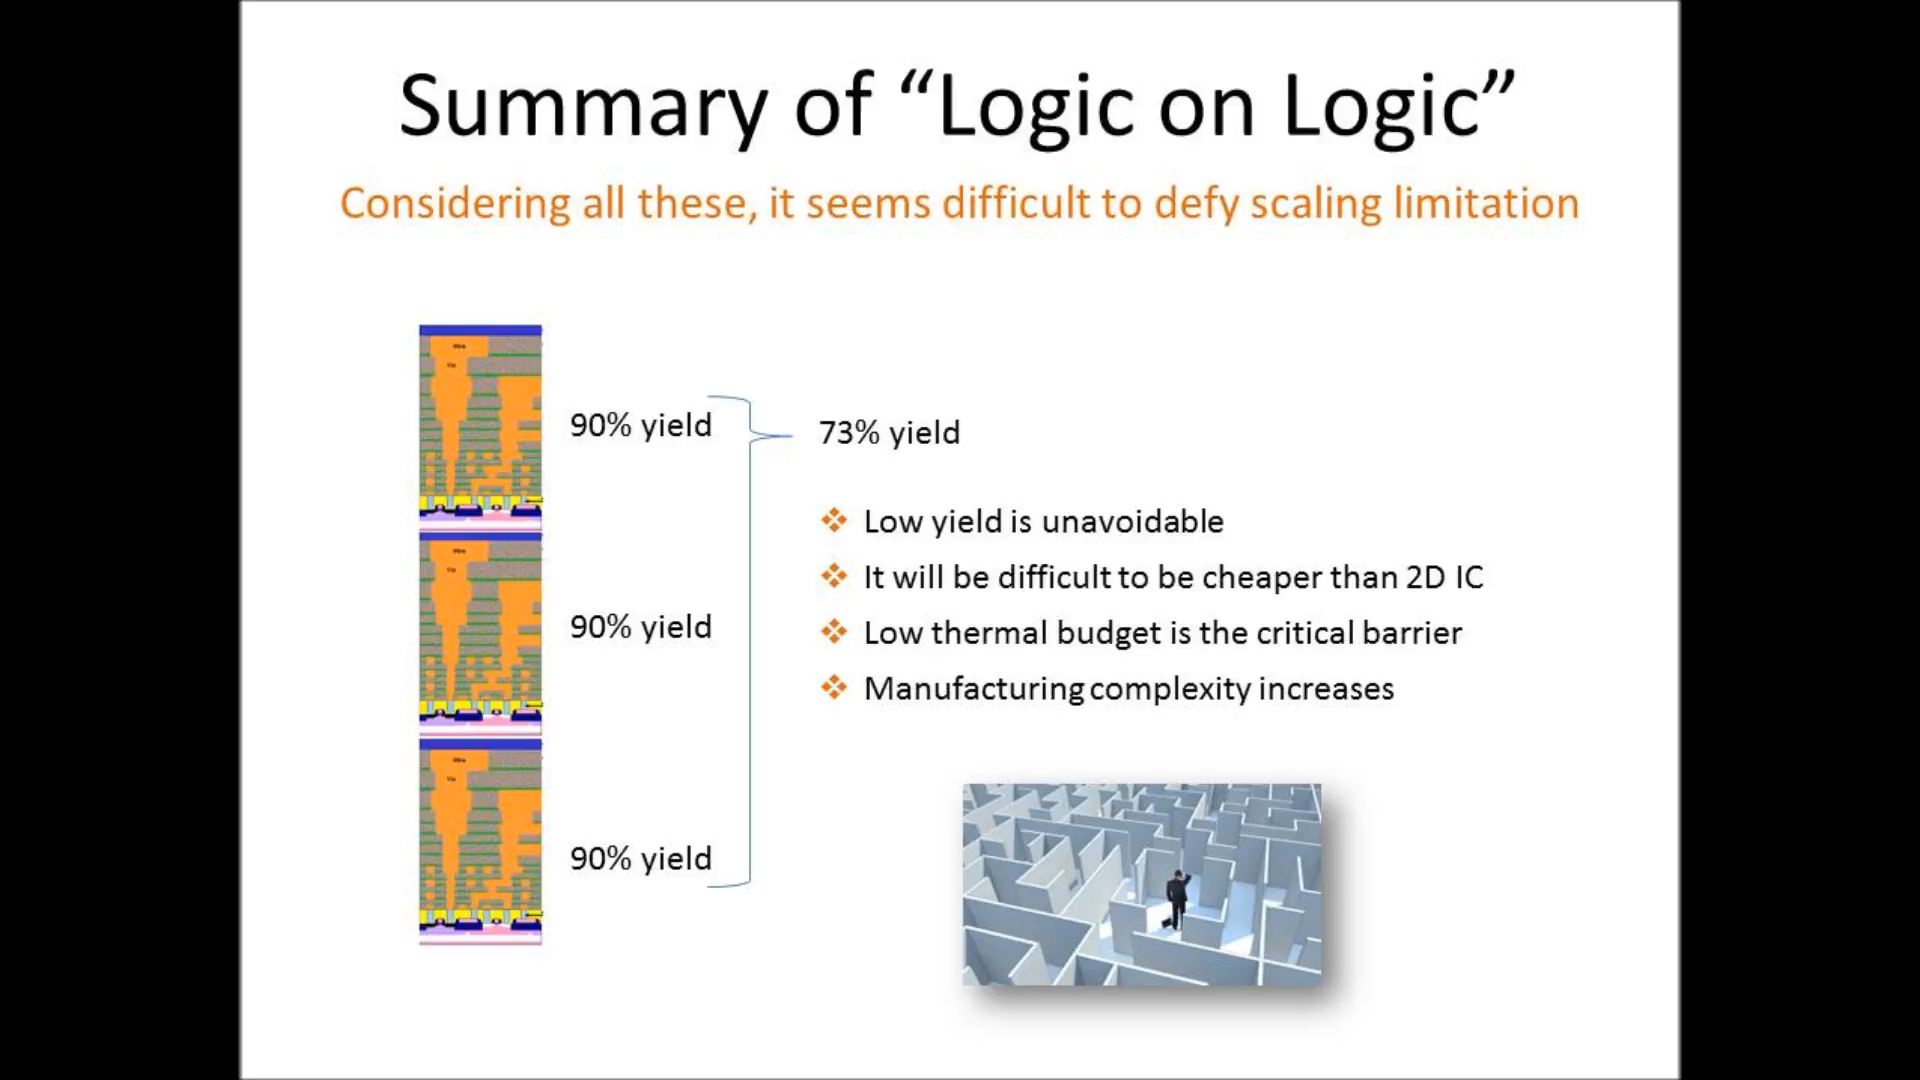 Summary of “Logic on Logic”
Considering all these, it seems difficult to defy scaling limitation
90% yield
73% yield
Low yield is unavoidable
It will be difficult to be cheaper than 2D IC
90% yield
Low thermal budget is the critical barrier
Manufacturing complexity increases
90% yield